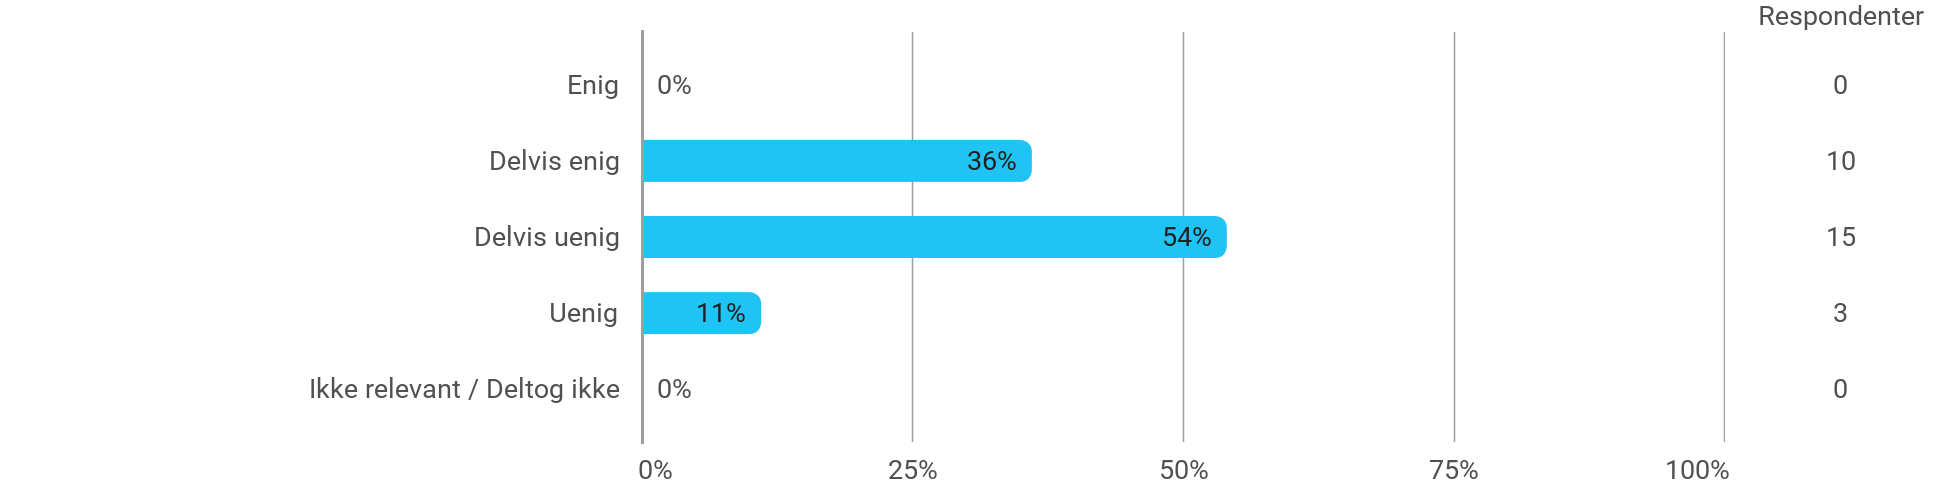 Respondenter
Enig 0% 0
Delvis enig 36% 10
Delvis uenig 54% 15
Uenig 11% 3
Ikke relevant / Deltog ikke 0% 0
0% 25% 50% 75% 100%